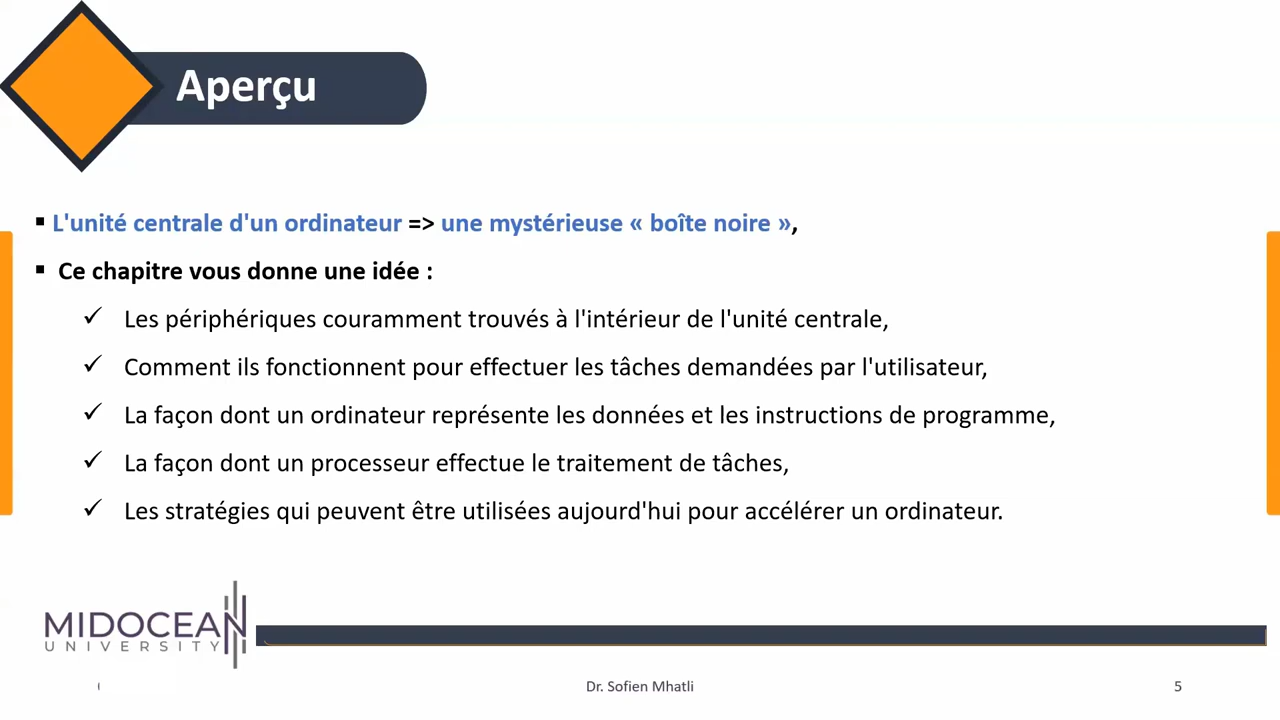 Aperçu
▪ L'unité centrale d'un ordinateur => une mystérieuse « boîte noire »,
▪ Ce chapitre vous donne une idée :
✓ Les périphériques couramment trouvés à l'intérieur de l'unité centrale,
✓ Comment ils fonctionnent pour effectuer les tâches demandées par l'utilisateur,
✓ La façon dont un ordinateur représente les données et les instructions de programme,
✓ La façon dont un processeur effectue le traitement de tâches,
✓ Les stratégies qui peuvent être utilisées aujourd'hui pour accélérer un ordinateur.
MIDOCEAN
UNIVERSITY
Dr. Sofien Mhatli
5